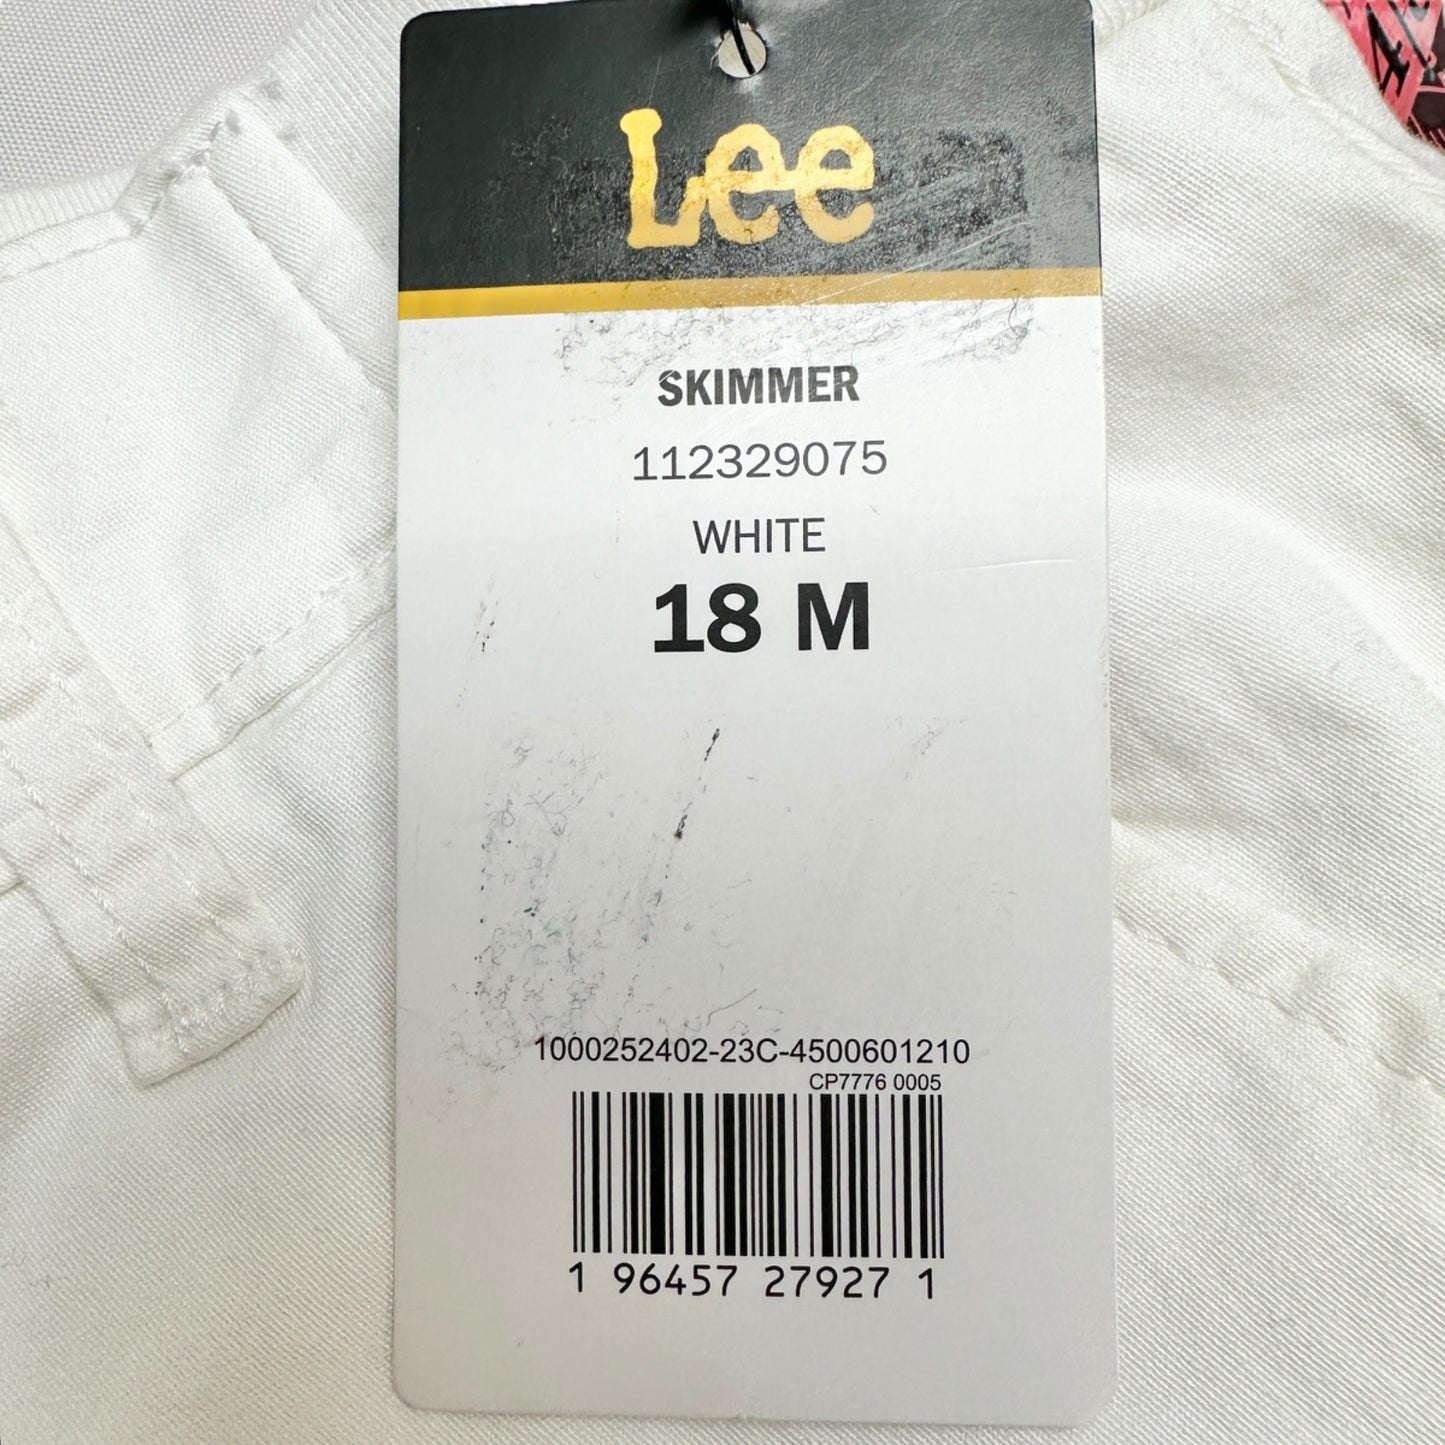 Lee
SKIMMER
112329075
WHITE
18 M
1000252402-23C-4500601210
CP7776 0005
1 96457 27927 1